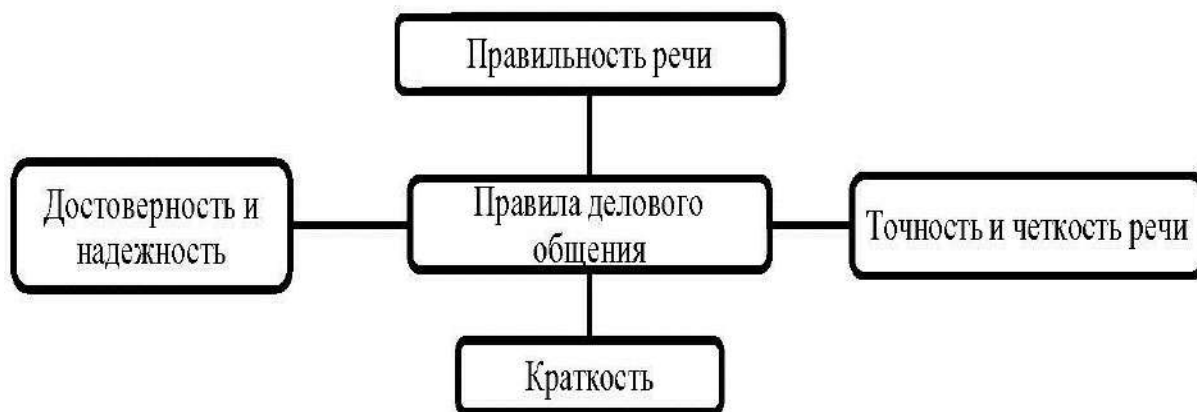 Правильность речи
Достоверность и
надежность
Правила делового
общения
Точность и четкость речи
Краткость